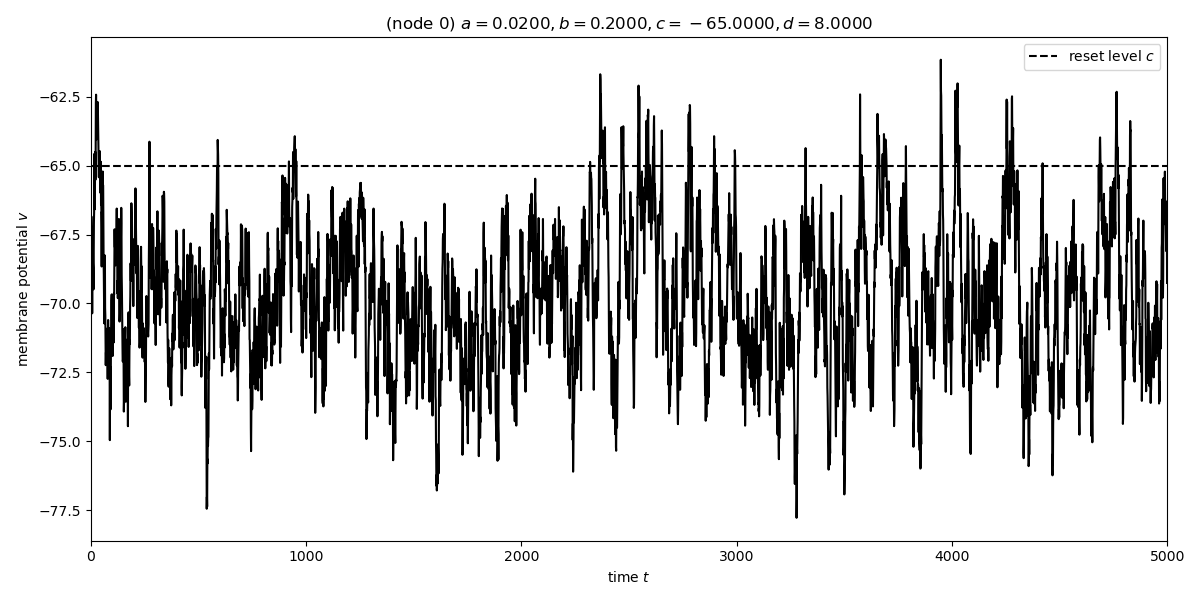 (node 0) a = 0.0200, b = 0.2000, c = −65.0000, d = 8.0000
reset level c
−62.5
−65.0
−67.5
−70.0
−72.5
−75.0
−77.5
membrane potential v
0 1000 2000 3000 4000 5000
time t